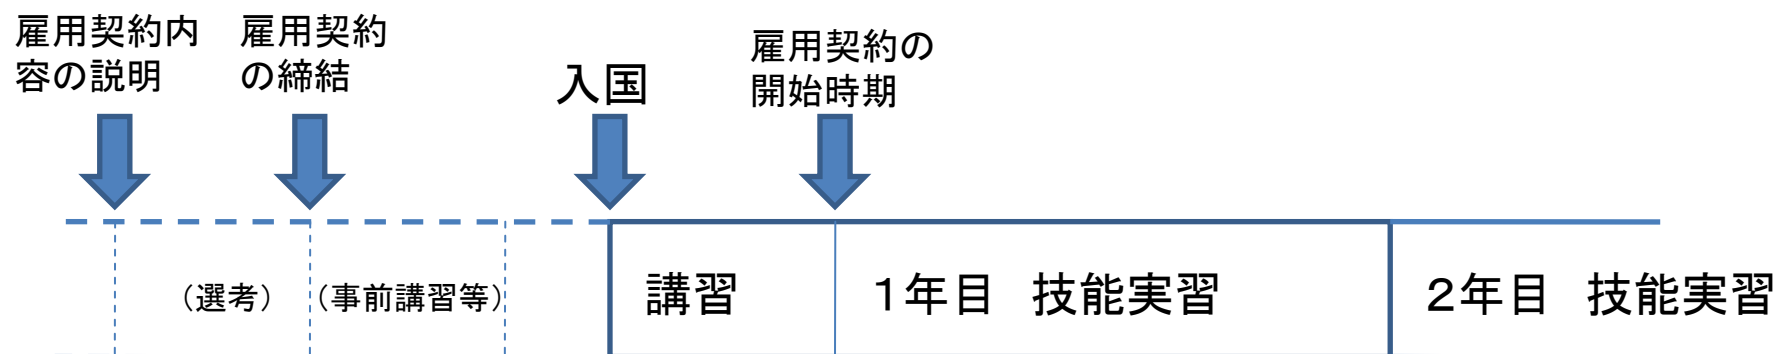 雇用契約内
容の説明
雇用契約
の締結
入国
雇用契約の
開始時期
（選考）
（事前講習等）
講習
１年目　技能実習
２年目　技能実習